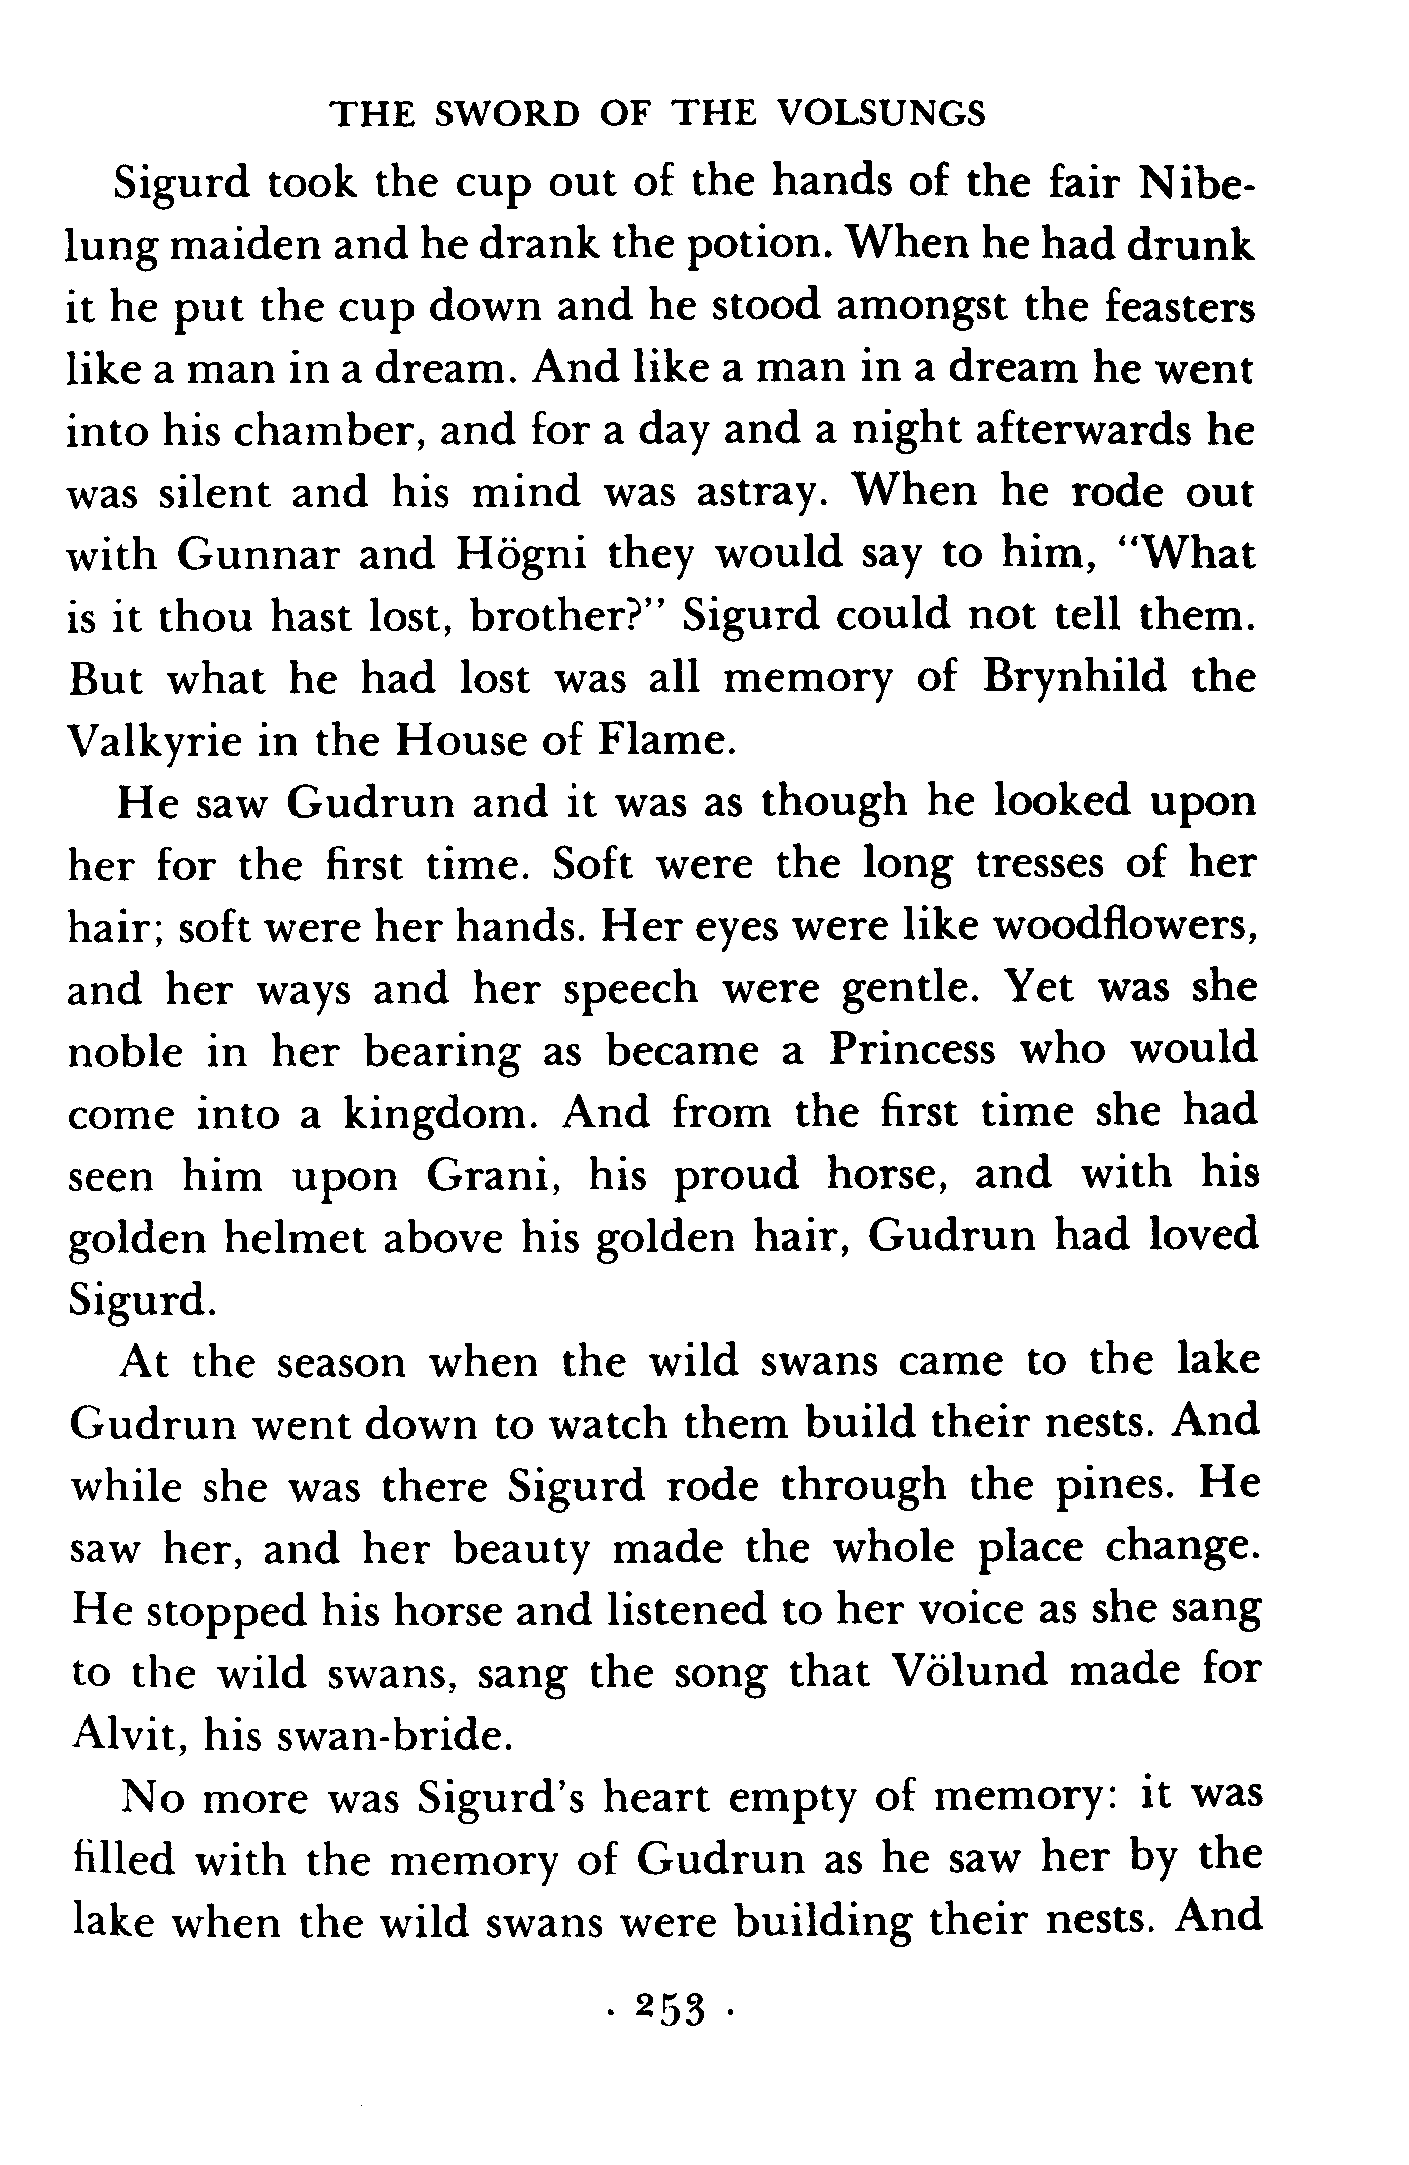 THE SWORD OF THE VOLSUNGS
Sigurd took the cup out of the hands of the fair Nibe-
lung maiden and he drank the potion. When he had drunk
it he put the cup down and he stood amongst the feasters
like a man in a dream. And like a man in a dream he went
into his chamber, and for a day and a night afterwards he
was silent and his mind was astray. When he rode out
with Gunnar and Högni they would say to him, “What
is it thou hast lost, brother?” Sigurd could not tell them.
But what he had lost was all memory of Brynhild the
Valkyrie in the House of Flame.
He saw Gudrun and it was as though he looked upon
her for the first time. Soft were the long tresses of her
hair; soft were her hands. Her eyes were like woodflowers,
and her ways and her speech were gentle. Yet was she
noble in her bearing as became a Princess who would
come into a kingdom. And from the first time she had
seen him upon Grani, his proud horse, and with his
golden helmet above his golden hair, Gudrun had loved
Sigurd.
At the season when the wild swans came to the lake
Gudrun went down to watch them build their nests. And
while she was there Sigurd rode through the pines. He
saw her, and her beauty made the whole place change.
He stopped his horse and listened to her voice as she sang
to the wild swans, sang the song that Völund made for
Alvit, his swan-bride.
No more was Sigurd’s heart empty of memory: it was
filled with the memory of Gudrun as he saw her by the
lake when the wild swans were building their nests. And
· 253 ·